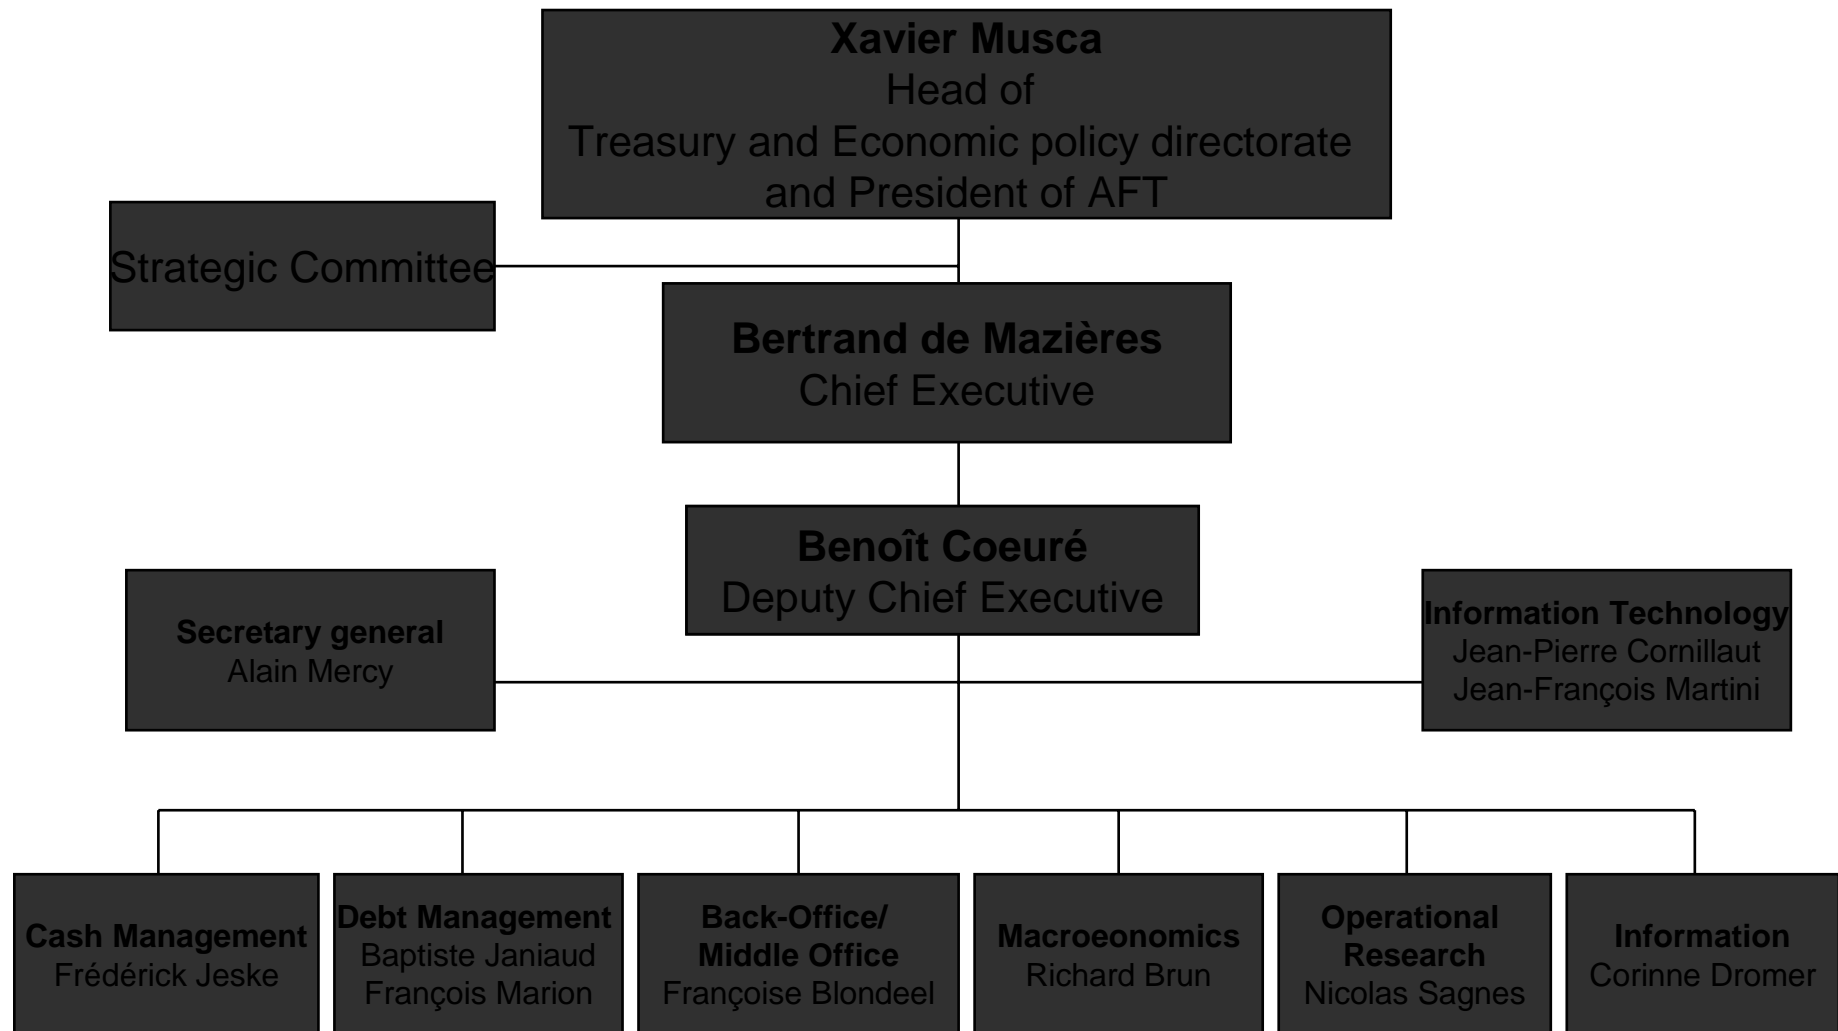 Xavier Musca
Head of
Treasury and Economic policy directorate
and President of AFT
Strategic Committee
Bertrand de Mazières
Chief Executive
Benoît Coeuré
Deputy Chief Executive
Secretary general
Alain Mercy
Information Technology
Jean-Pierre Cornillaut
Jean-François Martini
Cash Management
Frédérick Jeske
Debt Management
Baptiste Janiaud
François Marion
Back-Office/
Middle Office
Françoise Blondeel
Macroeonomics
Richard Brun
Operational
Research
Nicolas Sagnes
Information
Corinne Dromer